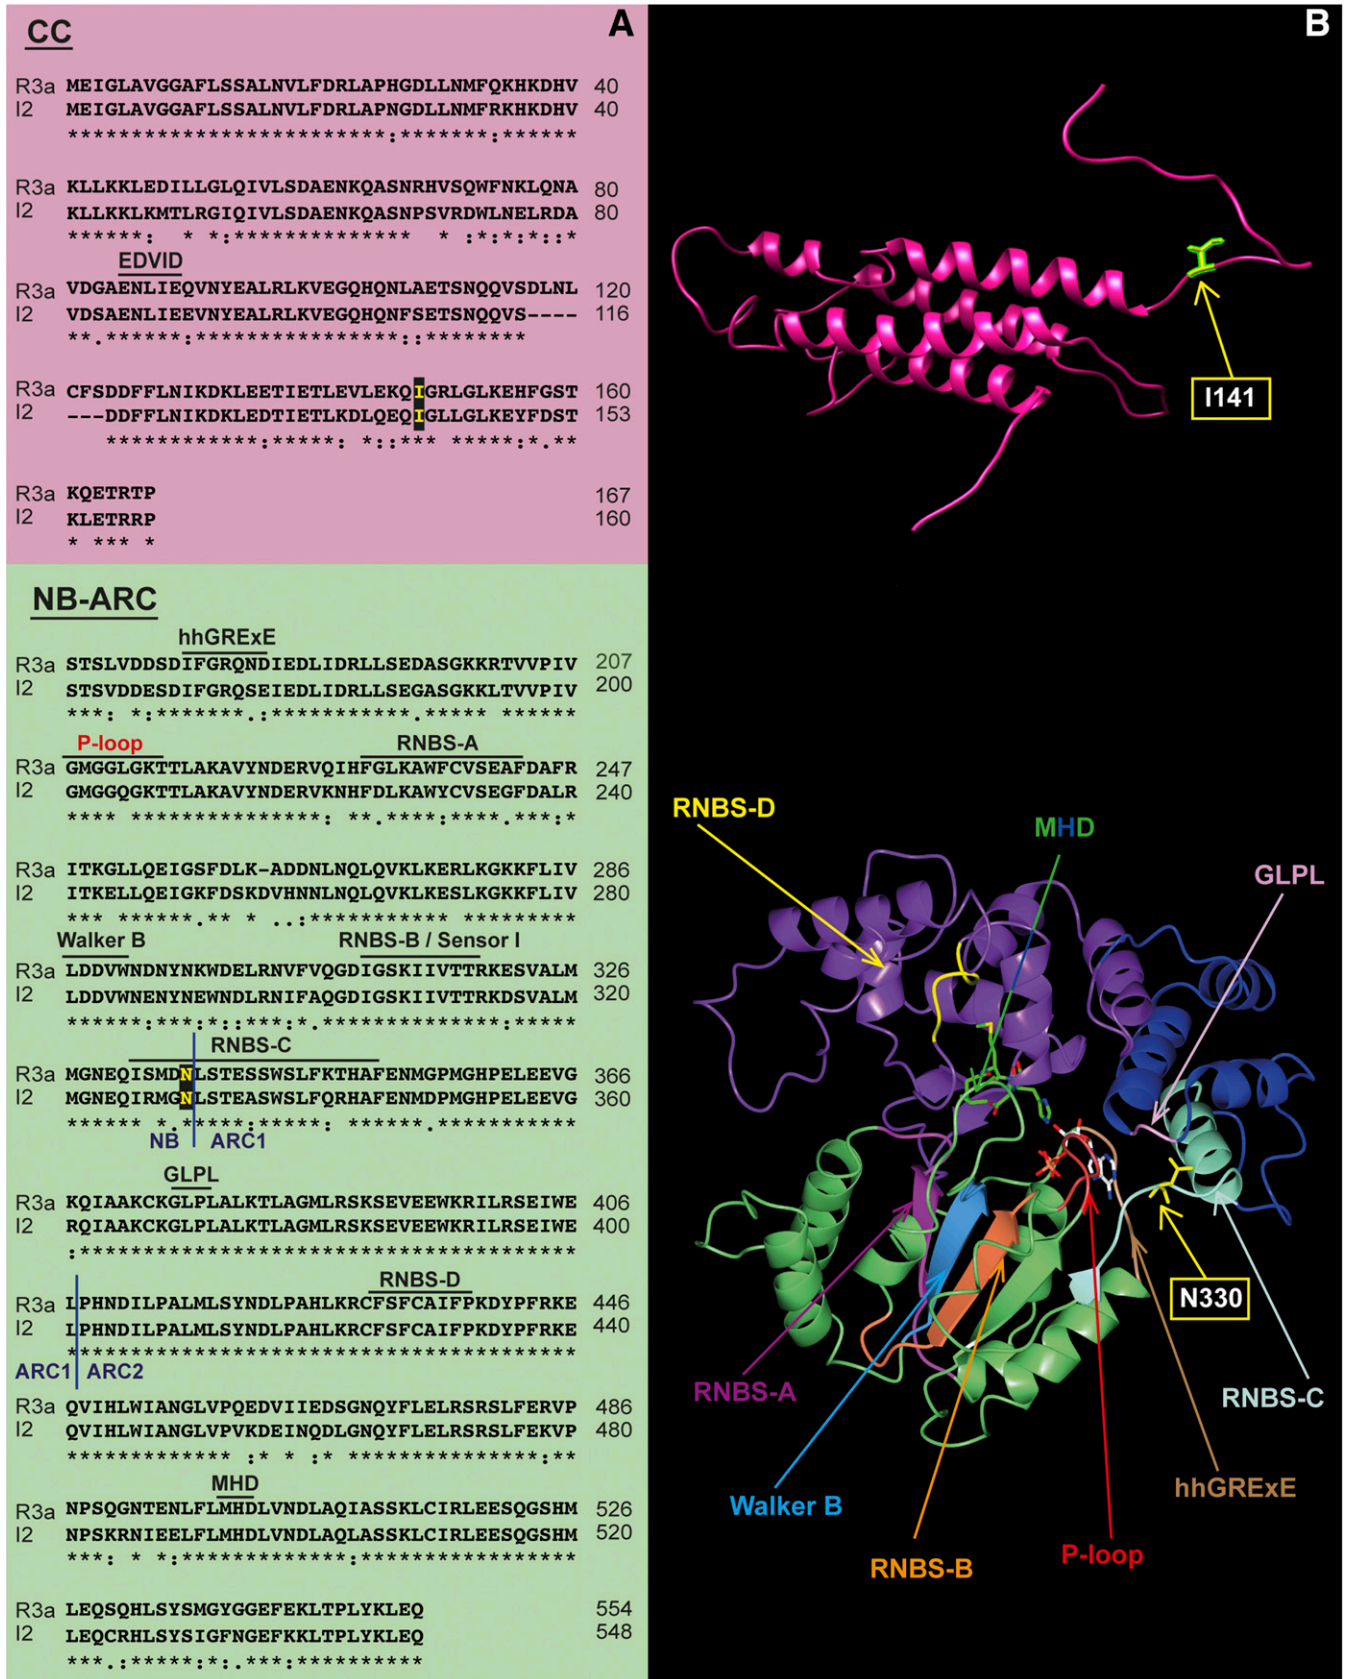 CC
A
R3a MEIGLAVGGAFLSSALNVLFDRLAPHGDLLNMFQKHKDHV 40
I2 MEIGLAVGGAFLSSALNVLFDRLAPNGDLLNMFRKHKDHV 40
*************************:*******:******
R3a KLLKKLEDILLGLQIVLSDAENKQASNRHVSQWFNKLQNA 80
I2 KLLKKLKMTLRGIQIVLSDAENKQASNPSVRDWLNELRDA 80
******:  * *:**************  * :*:*:*::*
EDVID
R3a VDGAENLIEQVNYEALRLKVEGQHQNLAETSNQQVSDLNL 120
I2 VDSAENLIEEVNYEALRLKVEGQHQNFSETSNQQVS---- 116
**.******:****************::********
R3a CFSDDFFLNIKDKLEETIETLEVLEKQIGRLGLKEHFGST 160
I2 ---DDFFLNIKDKLEDTIETLKDLQEQIGLLGLKEYFDST 153
************:*****: *::*** *****:*.**
R3a KQETRTP 167
I2 KLETRRP 160
* *** *
NB-ARC
hhGRExE
R3a STSLVDDSDIFGRQNDIEDLIDRLLSEDASGKKRTVVPIV 207
I2 STSVDDESDIFGRQSEIEDLIDRLLSEGASGKKLTVVPIV 200
***: *:*******.:***********.***** ******
P-loop RNBS-A
R3a GMGGLGKTTLAKAVYNDERVQIHFGLKAWFCVSEAFDAFR 247
I2 GMGGQGKTTLAKAVYNDERVKNHFDLKAWYCVSEGFDALR 240
**** ***************: **.****:****.***:*
R3a ITKGLLQEIGSFDLK-ADDNLNQLQVKLKERLKGKKFLIV 286
I2 ITKELLQEIGKFDSKDVHNNLNQLQVKLKESLKGKKFLIV 280
*** ******.** * ..:*********** *********
Walker B RNBS-B / Sensor I
R3a LDDVWNDNYNKWDELRNVFVQGDIGSKIIVTTRKESVALM 326
I2 LDDVWNENYNEWNDLRNIFAQGDIGSKIIVTTRKDSVALM 320
******:***:*::***:*.**************:*****
RNBS-C
R3a MGNEQISMDNLSTESSWSLFKTHAFENMGPMGHPELEEVG 366
I2 MGNEQIRMGNLSTEASWSLFQRHAFENMDPMGHPELEEVG 360
****** *.*****:*****: ******.***********
NB ARC1
GLPL
R3a KQIAAKCKGLPLALKTLAGMLRSKSEVEEWKRILRSEIWE 406
I2 RQIAAKCKGLPLALKTLAGMLRSKSEVEEWKRILRSEIWE 400
:***************************************
RNBS-D
R3a LPHNDILPALMLSYNDLPAHLKRCFSFCAIFPKDYPFRKE 446
I2 LPHNDILPALMLSYNDLPAHLKRCFSFCAIFPKDYPFRKE 440
****************************************
ARC1 ARC2
R3a QVIHLWIANGLVPQEDVIIEDSGNQYFLELRSRSLFERVP 486
I2 QVIHLWIANGLVPVKDEINQDLGNQYFLELRSRSLFEKVP 480
************* :* * :* ***************:**
MHD
R3a NPSQGNTENLFLMHDLVNDLAQIASSKLCIRLEESQGSHM 526
I2 NPSKRNIEELFLMHDLVNDLAQLASSKLCIRLEESQGSHM 520
***: * *:*************:*****************
R3a LEQSQHLSYSMGYGGEFEKLTPLYKLEQ 554
I2 LEQCRHLSYSIGFNGEFKKLTPLYKLEQ 548
***.:*****:*:.***:**********
B
I141
RNBS-D
MHD
GLPL
N330
RNBS-A
RNBS-C
Walker B
hhGRExE
RNBS-B
P-loop